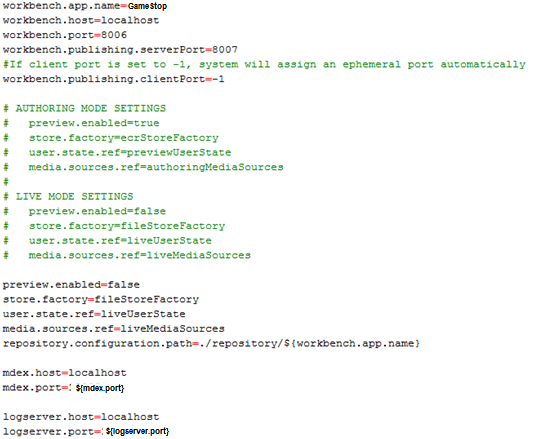 workbench.app.name=GameStop
workbench.host=localhost
workbench.port=8006
workbench.publishing.serverPort=8007
#If client port is set to -1, system will assign an ephemeral port automatically
workbench.publishing.clientPort=-1
# AUTHORING MODE SETTINGS
#   preview.enabled=true
#   store.factory=ecrStoreFactory
#   user.state.ref=previewUserState
#   media.sources.ref=authoringMediaSources
#
# LIVE MODE SETTINGS
#   preview.enabled=false
#   store.factory=fileStoreFactory
#   user.state.ref=liveUserState
#   media.sources.ref=liveMediaSources
preview.enabled=false
store.factory=fileStoreFactory
user.state.ref=liveUserState
media.sources.ref=liveMediaSources
repository.configuration.path=./repository/${workbench.app.name}
mdex.host=localhost
mdex.port=${mdex.port}
logserver.host=localhost
logserver.port=${logserver.port}